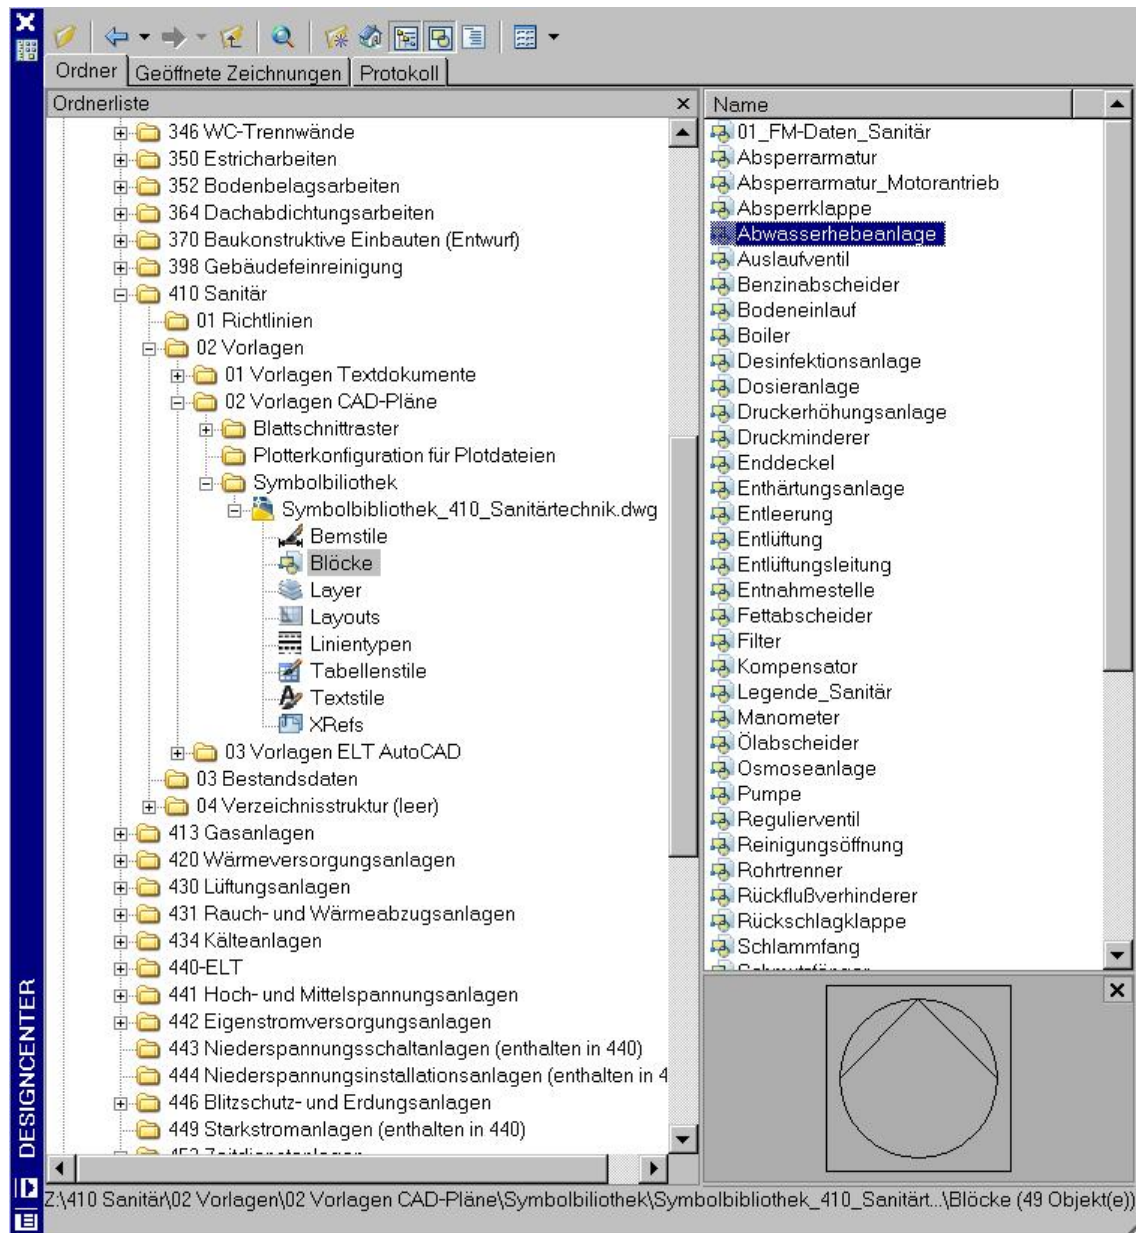 Ordner Geöffnete Zeichnungen Protokoll
Ordnerliste
346 WC-Trennwände
350 Estricharbeiten
352 Bodenbelagsarbeiten
364 Dachabdichtungsarbeiten
370 Baukonstruktive Einbauten (Entwurf)
398 Gebäudefeinreinigung
410 Sanitär
01 Richtlinien
02 Vorlagen
01 Vorlagen Textdokumente
02 Vorlagen CAD-Pläne
Blattschnittraster
Plotterkonfiguration für Plotdateien
Symbolbiliothek
Symbolbibliothek_410_Sanitärtechnik.dwg
Bemstile
Blöcke
Layer
Layouts
Linientypen
Tabellenstile
Textstile
XRefs
03 Vorlagen ELT AutoCAD
03 Bestandsdaten
04 Verzeichnisstruktur (leer)
413 Gasanlagen
420 Wärmeversorgungsanlagen
430 Lüftungsanlagen
431 Rauch- und Wärmeabzugsanlagen
434 Kälteanlagen
440-ELT
441 Hoch- und Mittelspannungsanlagen
442 Eigenstromversorgungsanlagen
443 Niederspannungsschaltanlagen (enthalten in 440)
444 Niederspannungsinstallationsanlagen (enthalten in 4
446 Blitzschutz- und Erdungsanlagen
449 Starkstromanlagen (enthalten in 440)
Name
01_FM-Daten_Sanitär
Absperrarmatur
Absperrarmatur_Motorantrieb
Absperrklappe
Abwasserhebeanlage
Auslaufventil
Benzinabscheider
Bodeneinlauf
Boiler
Desinfektionsanlage
Dosieranlage
Druckerhöhungsanlage
Druckminderer
Enddeckel
Enthärtungsanlage
Entleerung
Entlüftung
Entlüftungsleitung
Entnahmestelle
Fettabscheider
Filter
Kompensator
Legende_Sanitär
Manometer
Ölabscheider
Osmoseanlage
Pumpe
Regulierventil
Reinigungsöffnung
Rohrtrenner
Rückflußverhinderer
Rückschlagklappe
Schlammfang
DESIGNCENTER
Z:\410 Sanitär\02 Vorlagen\02 Vorlagen CAD-Pläne\Symbolbiliothek\Symbolbibliothek_410_Sanitärt...\Blöcke (49 Objekt(e))